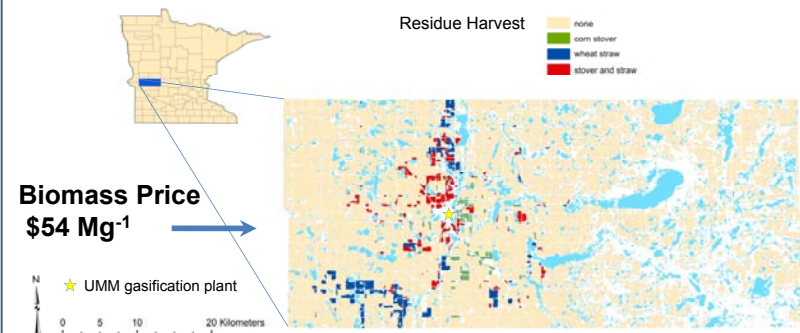 Residue Harvest
none
corn stover
wheat straw
stover and straw
Biomass Price
$54 Mg-1
N
UMM gasification plant
0 5 10 20 Kilometers